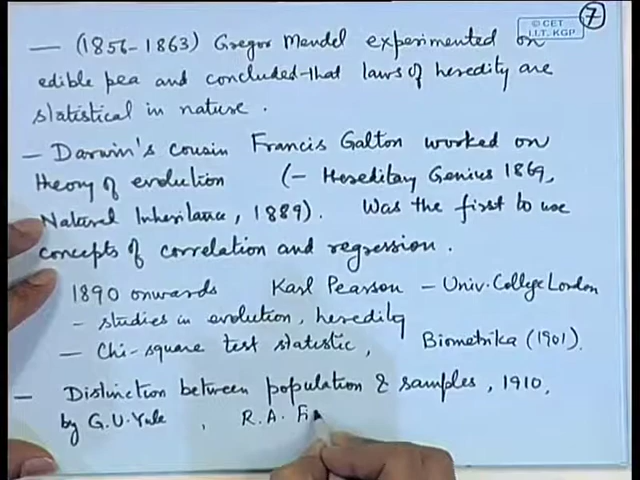 7
© CET
I.I.T. KGP
— (1856-1863) Gregor Mendel experimented on
edible pea and concluded that laws of heredity are
statistical in nature.
— Darwin's cousin Francis Galton worked on
theory of evolution (- Hereditary Genius 1869,
Natural Inheritance, 1889). Was the first to use
concepts of correlation and regression.
1890 onwards Karl Pearson — Univ. College London
- studies in evolution, heredity
— Chi-square test statistic, Biometrika (1901).
— Distinction between population & samples, 1910,
by G.U. Yule , R.A. Fi